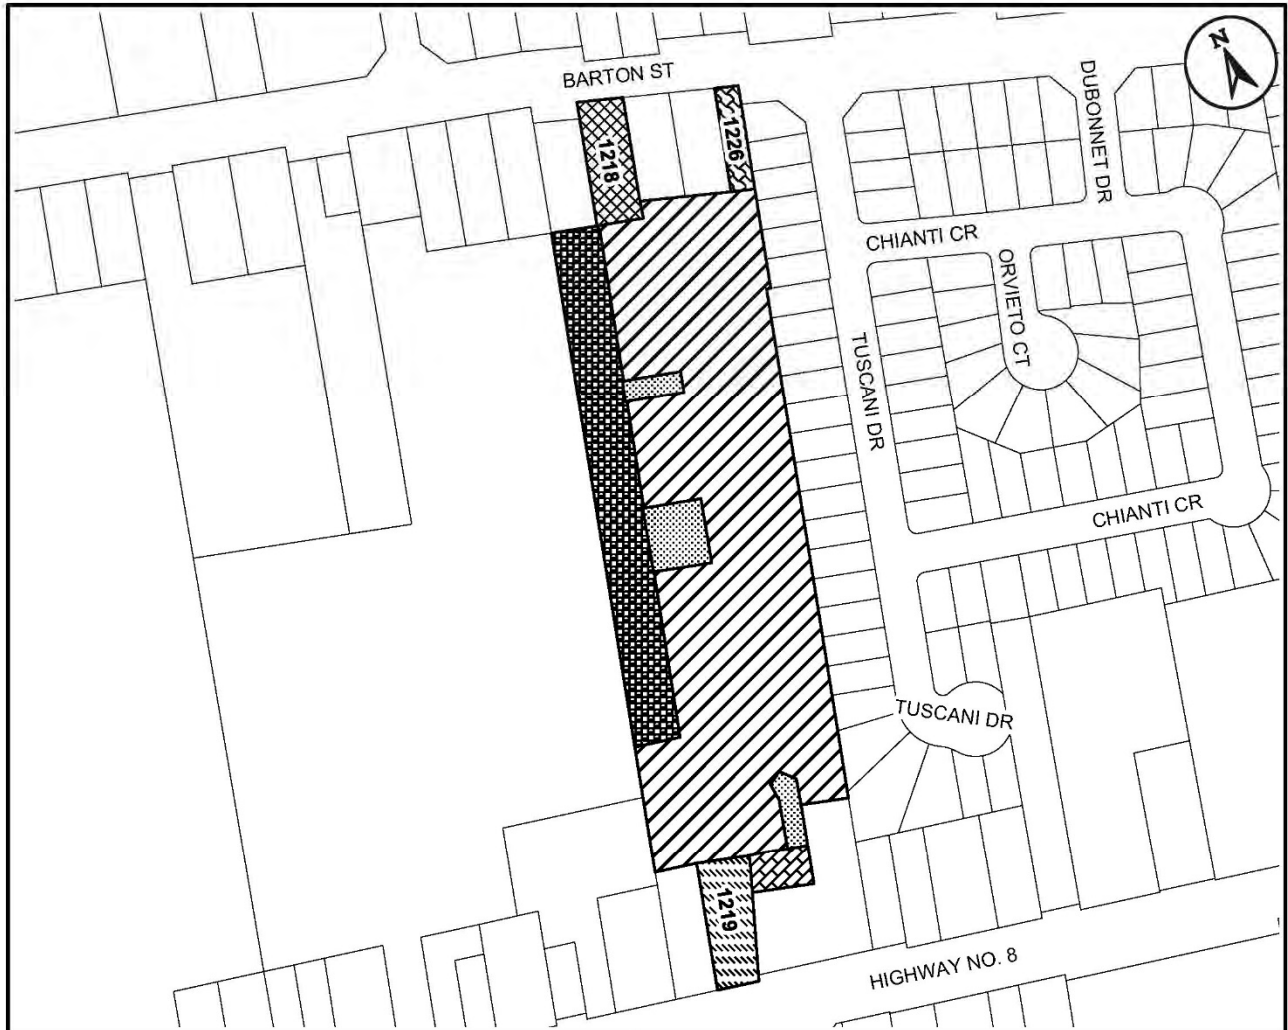 N
BARTON ST
DUBONNET DR
1218
1226
CHIANTI CR
ORVIETO CT
TUSCANI DR
CHIANTI CR
TUSCANI DR
1219
HIGHWAY NO. 8